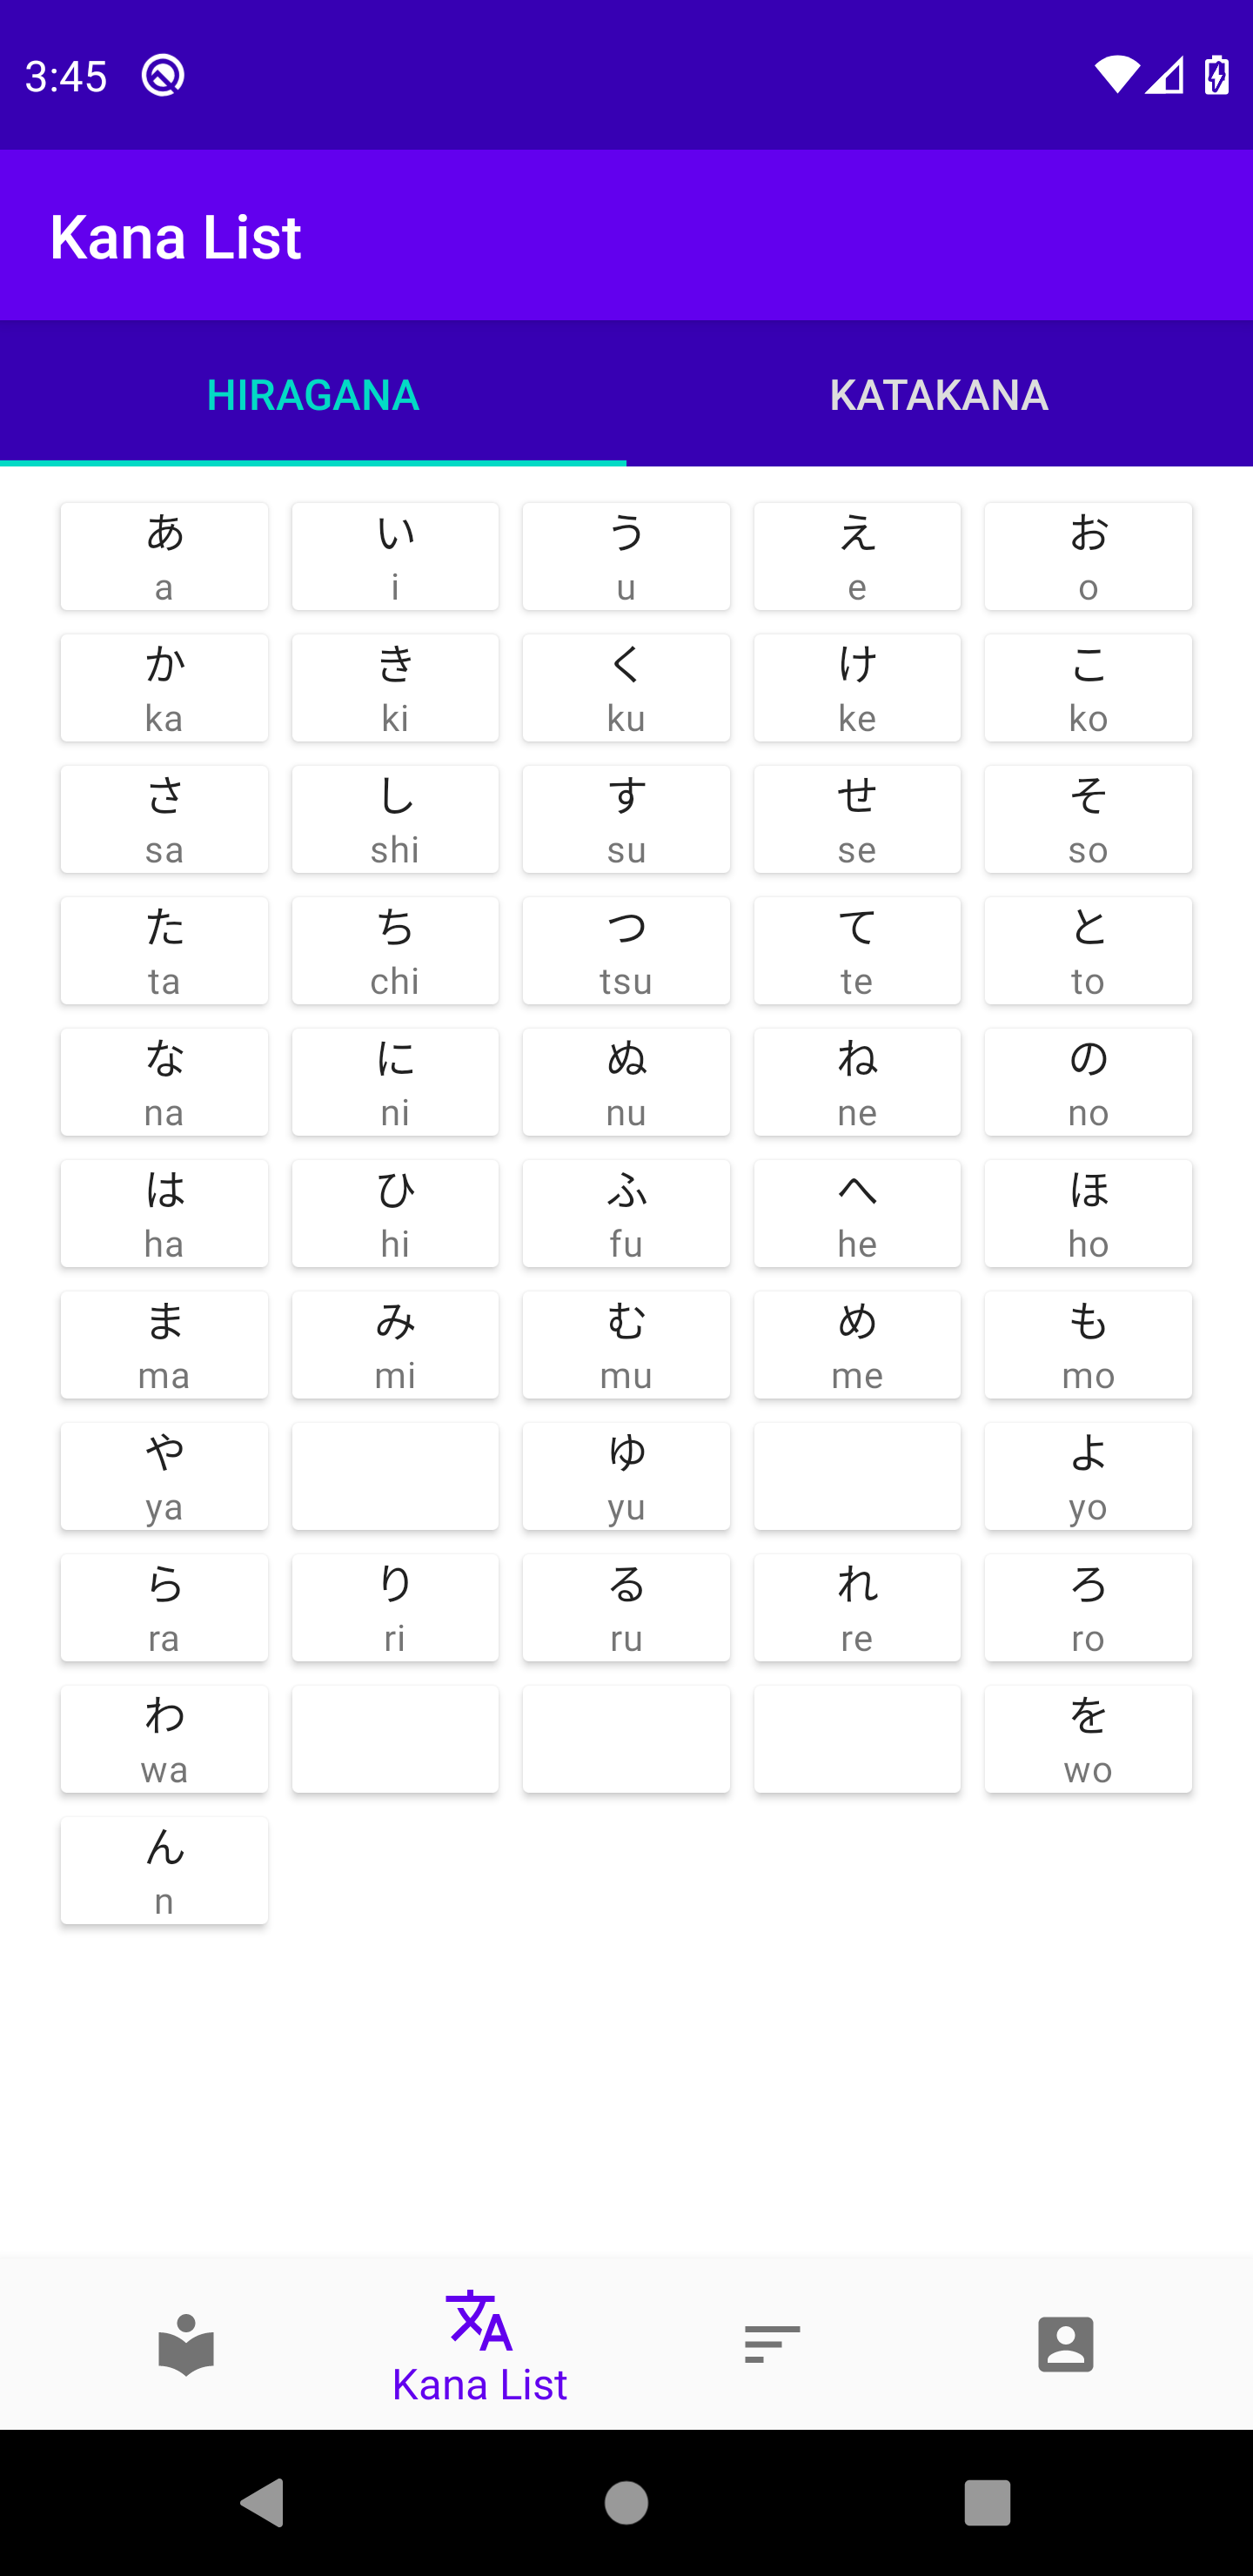 3:45
Kana List
HIRAGANA KATAKANA
あ い う え お
a i u e o
か き く け こ
ka ki ku ke ko
さ し す せ そ
sa shi su se so
た ち つ て と
ta chi tsu te to
な に ぬ ね の
na ni nu ne no
は ひ ふ へ ほ
ha hi fu he ho
ま み む め も
ma mi mu me mo
や ゆ よ
ya yu yo
ら り る れ ろ
ra ri ru re ro
わ を
wa wo
ん
n
Kana List